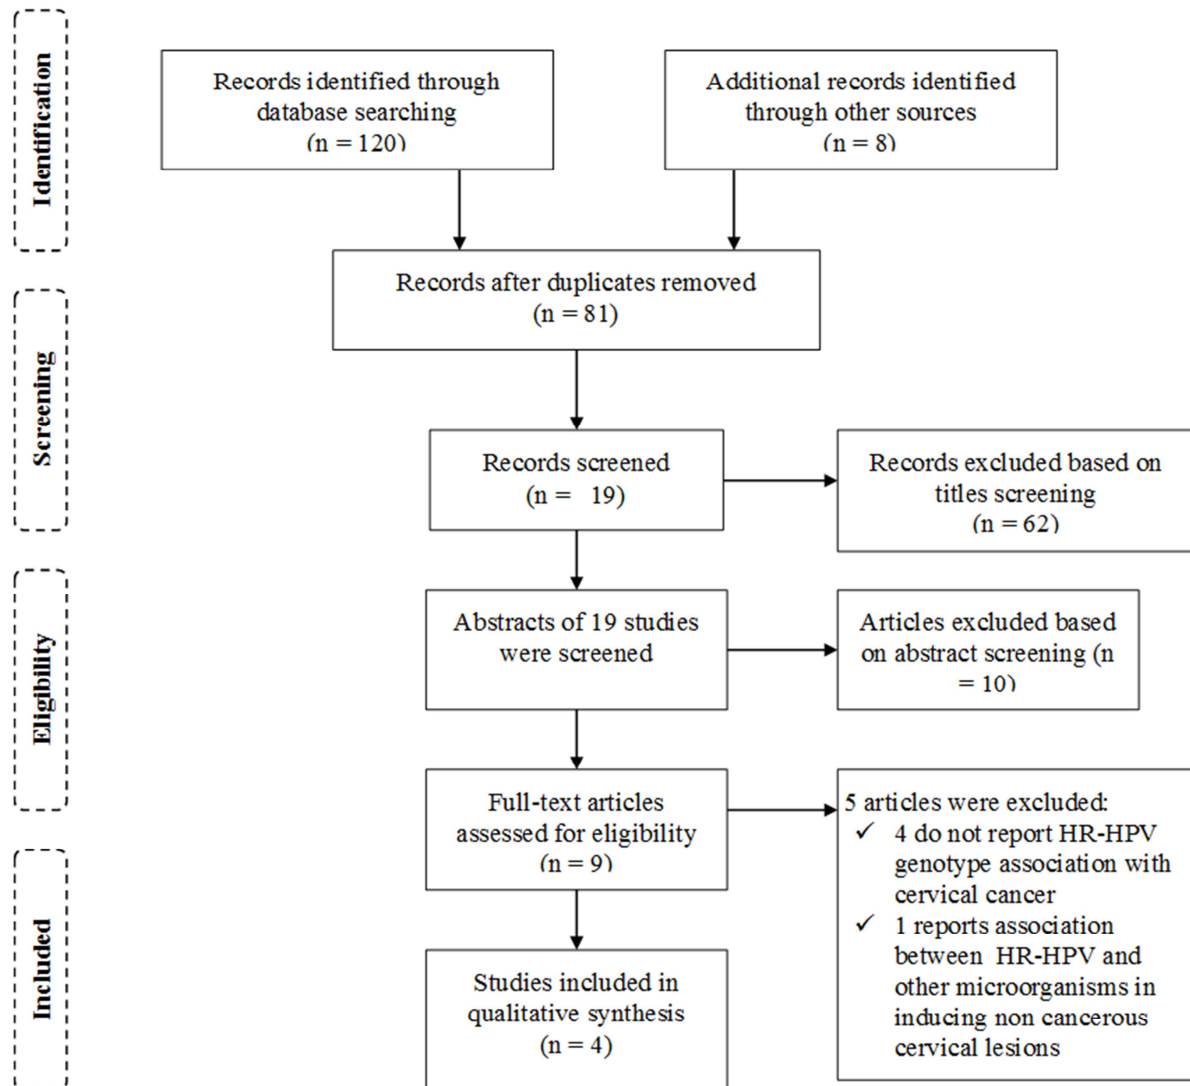 Identification
Records identified through
database searching
(n = 120)
Additional records identified
through other sources
(n = 8)
Records after duplicates removed
(n = 81)
Screening
Records screened
(n = 19)
Records excluded based on
titles screening
(n = 62)
Eligibility
Abstracts of 19 studies
were screened
Articles excluded based
on abstract screening (n
= 10)
Full-text articles
assessed for eligibility
(n = 9)
5 articles were excluded:
✓ 4 do not report HR-HPV
genotype association with
cervical cancer
✓ 1 reports association
between HR-HPV and
other microorganisms in
inducing non cancerous
cervical lesions
Included
Studies included in
qualitative synthesis
(n = 4)